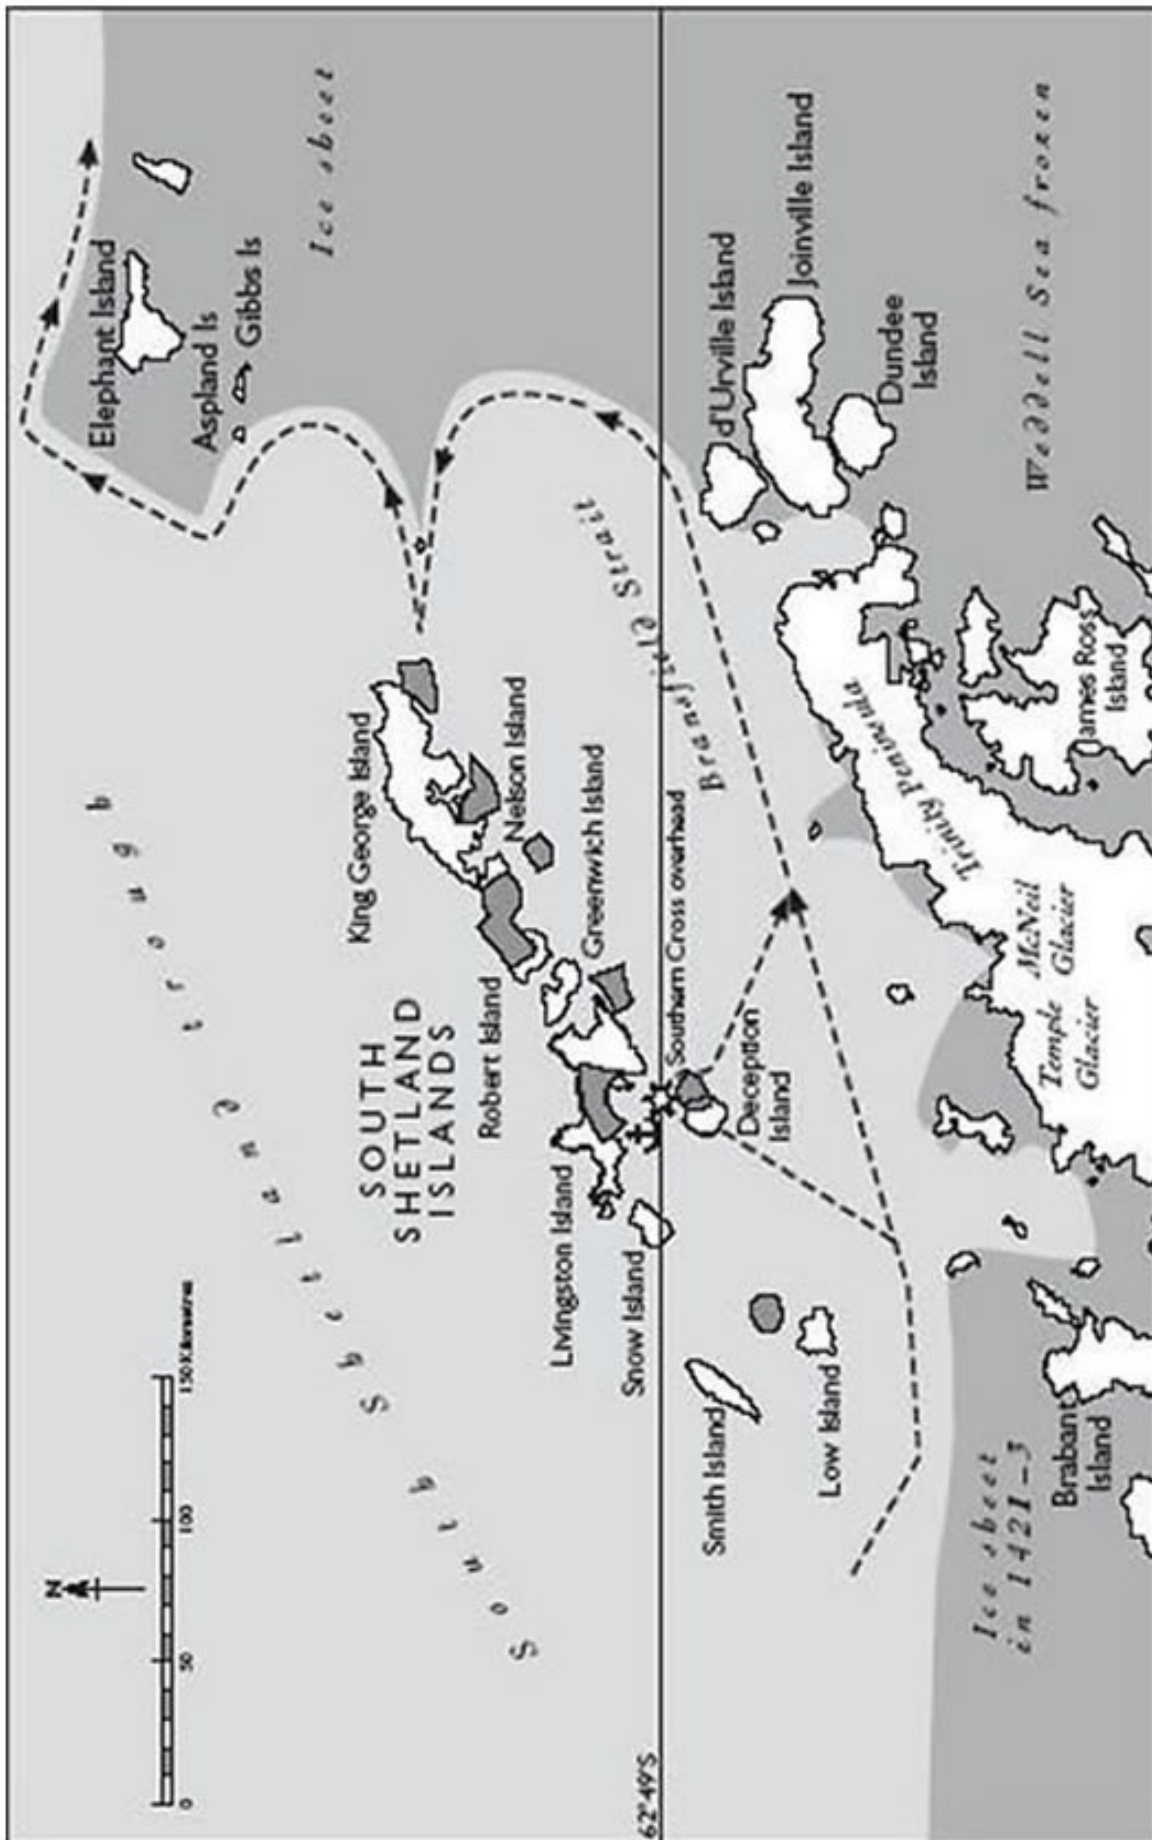 N
0 50 100 150 Kilometres
South Shetland trough
Elephant Island
Aspland Is
Gibbs Is
Ice sheet
King George Island
SOUTH
SHETLAND
ISLANDS
Nelson Island
Robert Island
Greenwich Island
Livingston Island
Snow Island
Bransfield Strait
62°49'S
Southern Cross overhead
Deception
Island
Smith Island
Low Island
d'Urville Island
Joinville Island
Dundee
Island
Trinity Peninsula
Weddell Sea frozen
James Ross
Island
McNeil
Glacier
Temple
Glacier
Ice sheet
in 1421–3
Brabant
Island